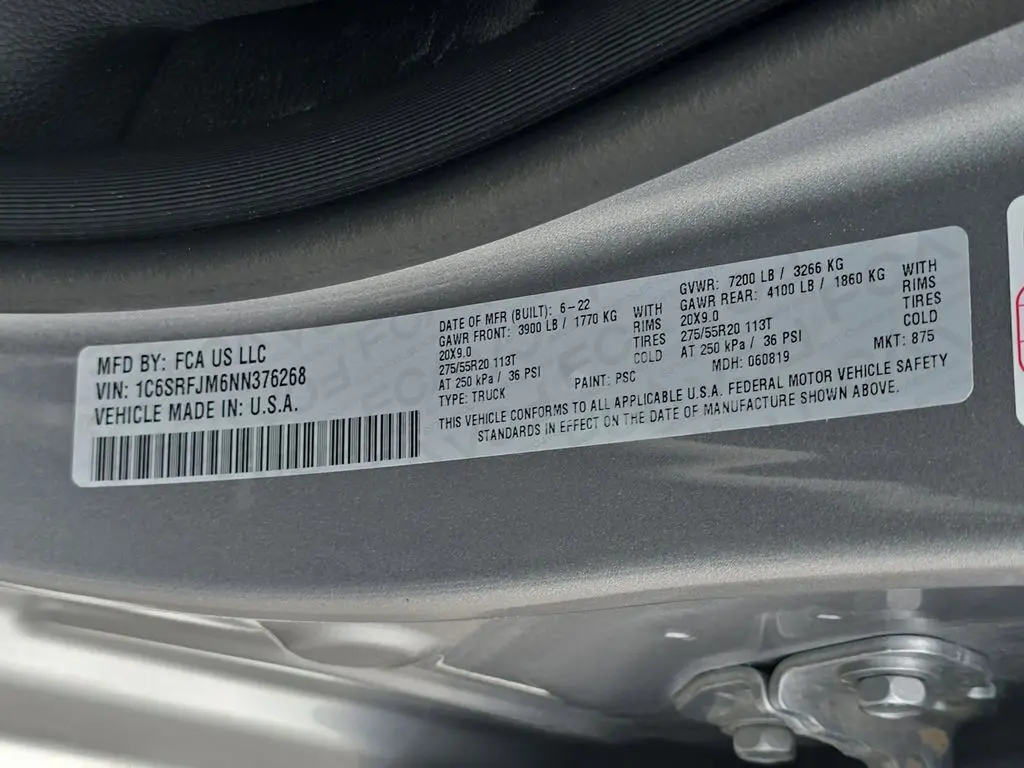 MFD BY: FCA US LLC
VIN: 1C6SRFJM6NN376268
VEHICLE MADE IN: U.S.A.
DATE OF MFR (BUILT): 6-22
GAWR FRONT: 3900 LB / 1770 KG WITH
20X9.0 RIMS
275/55R20 113T TIRES
AT 250 kPa / 36 PSI COLD
TYPE: TRUCK PAINT: PSC
GVWR: 7200 LB / 3266 KG
GAWR REAR: 4100 LB / 1860 KG WITH
20X9.0 RIMS
275/55R20 113T TIRES
AT 250 kPa / 36 PSI COLD
MDH: 060819 MKT: 875
THIS VEHICLE CONFORMS TO ALL APPLICABLE U.S.A. FEDERAL MOTOR VEHICLE SAFETY
STANDARDS IN EFFECT ON THE DATE OF MANUFACTURE SHOWN ABOVE.